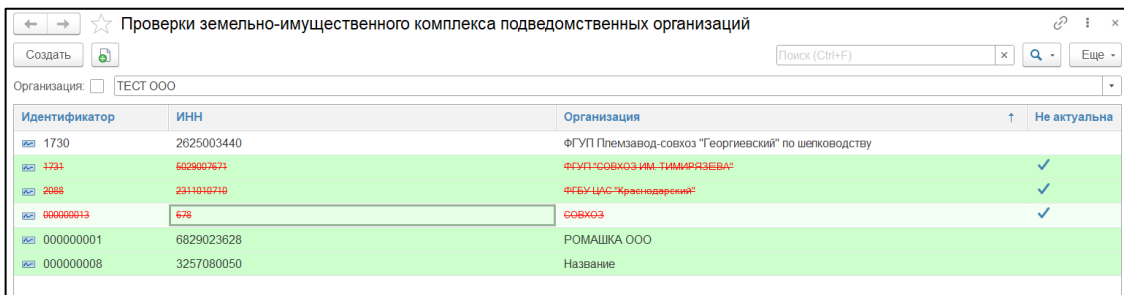 Проверки земельно-имущественного комплекса подведомственных организаций
Создать Поиск (Ctrl+F) Еще
Организация: ТЕСТ ООО
Идентификатор ИНН Организация Не актуальна
1730 2625003440 ФГУП Племзавод-совхоз "Георгиевский" по шелководству
1731 5029007671 ФГУП "СОВХОЗ ИМ. ТИМИРЯЗЕВА"
2088 2311010710 ФГБУ ЦАС "Краснодарский"
000000013 678 СОВХОЗ
000000001 6829023628 РОМАШКА ООО
000000008 3257080050 Название